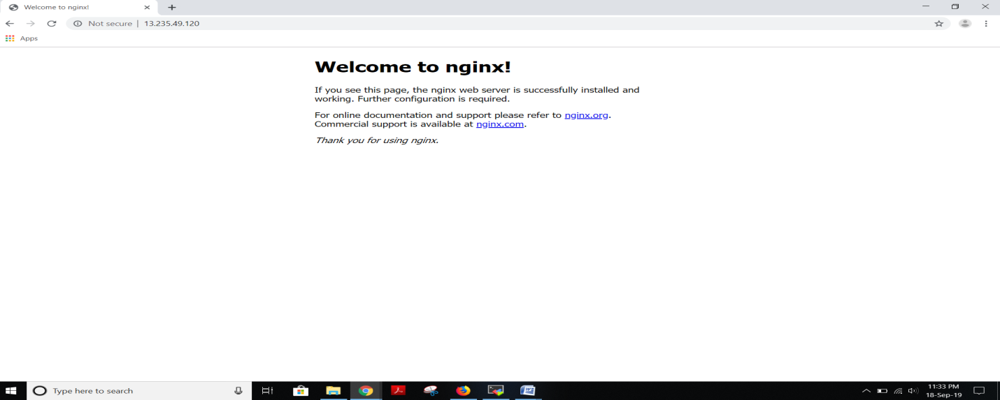 Welcome to nginx!
Not secure | 13.235.49.120
Apps
Welcome to nginx!
If you see this page, the nginx web server is successfully installed and
working. Further configuration is required.
For online documentation and support please refer to nginx.org.
Commercial support is available at nginx.com.
Thank you for using nginx.
Type here to search
11:33 PM
18-Sep-19